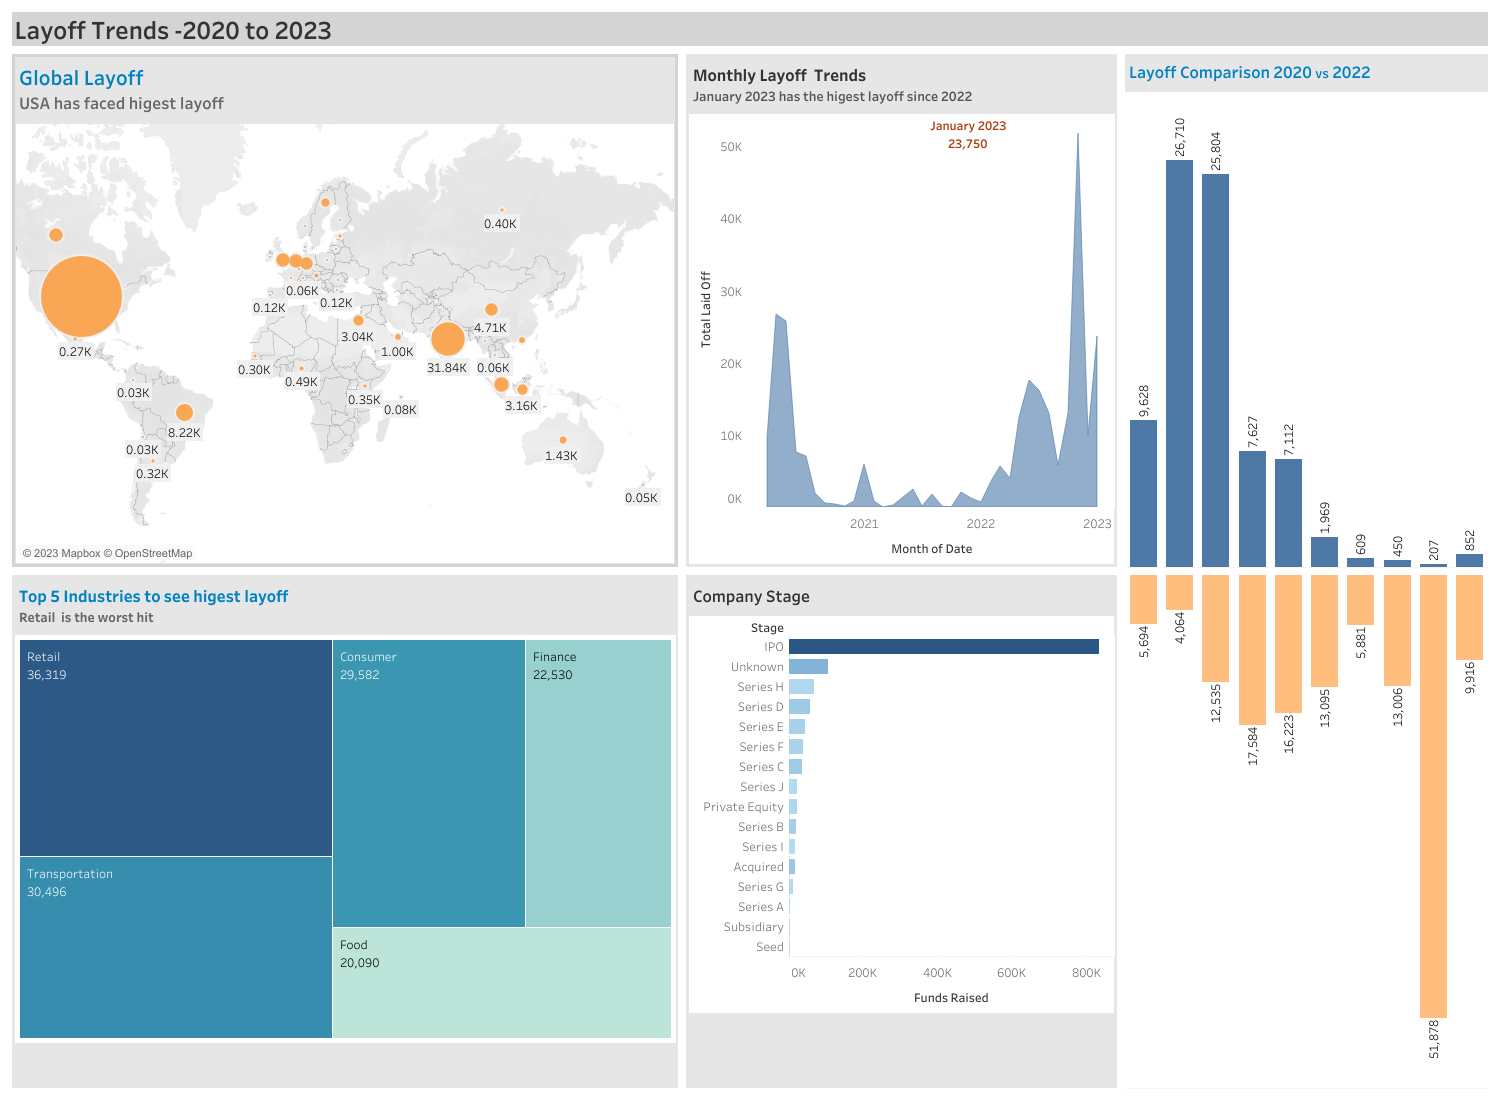 Layoff Trends -2020 to 2023
Global Layoff
USA has faced higest layoff
0.40K
0.06K
0.12K
0.12K
4.71K
3.04K
0.27K
1.00K
31.84K
0.06K
0.30K
0.49K
0.03K
0.35K
0.08K
3.16K
8.22K
0.03K
1.43K
0.32K
0.05K
© 2023 Mapbox © OpenStreetMap
Monthly Layoff Trends
January 2023 has the higest layoff since 2022
January 2023
23,750
50K
40K
30K
20K
10K
0K
Total Laid Off
2021
2022
2023
Month of Date
Layoff Comparison 2020 vs 2022
9,628
26,710
25,804
7,627
7,112
1,969
609
450
207
852
5,694
4,064
12,535
17,584
16,223
13,095
5,881
13,006
51,878
9,916
Top 5 Industries to see higest layoff
Retail is the worst hit
Retail
36,319
Transportation
30,496
Consumer
29,582
Finance
22,530
Food
20,090
Company Stage
Stage
IPO
Unknown
Series H
Series D
Series E
Series F
Series C
Series J
Private Equity
Series B
Series I
Acquired
Series G
Series A
Subsidiary
Seed
0K
200K
400K
600K
800K
Funds Raised